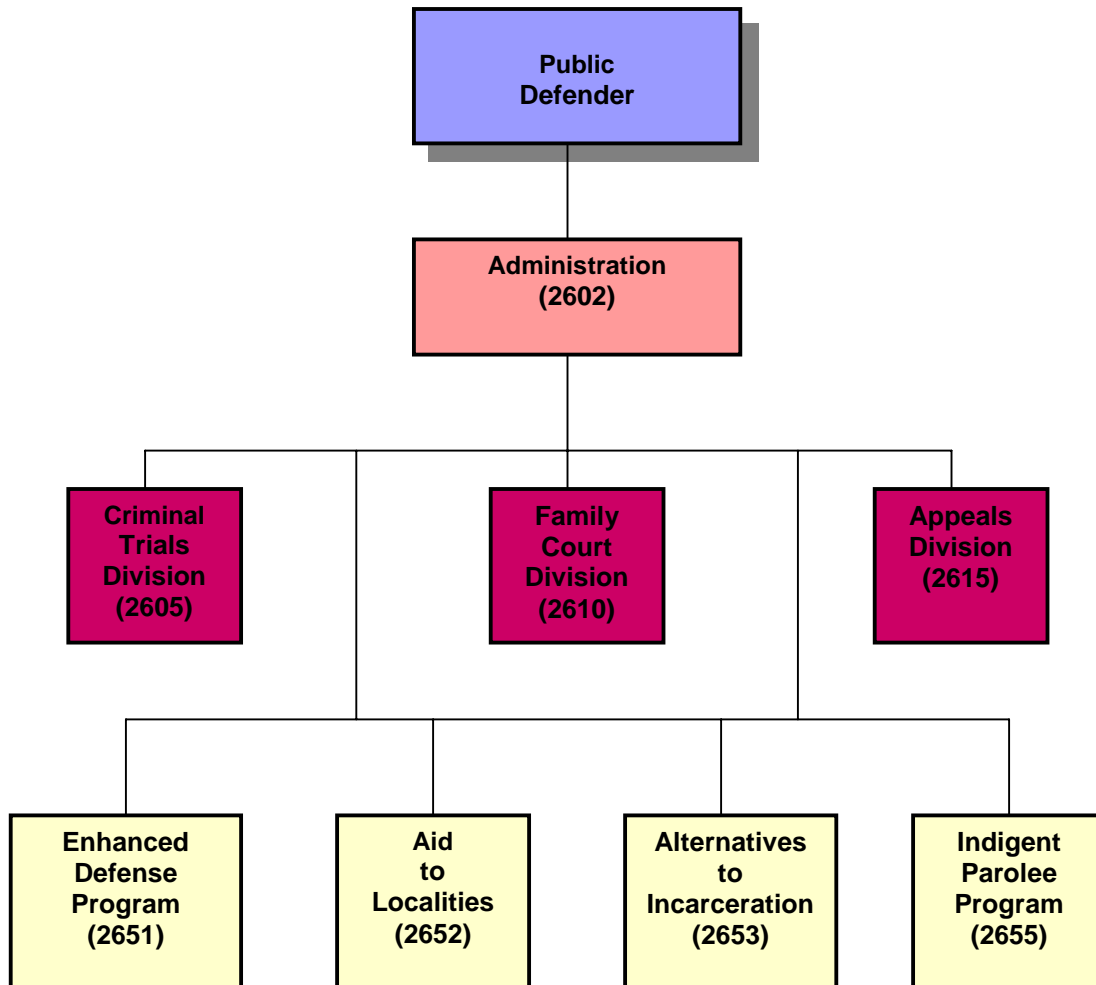 Public
Defender
Administration
(2602)
Criminal
Trials
Division
(2605)
Family
Court
Division
(2610)
Appeals
Division
(2615)
Enhanced
Defense
Program
(2651)
Aid
to
Localities
(2652)
Alternatives
to
Incarceration
(2653)
Indigent
Parolee
Program
(2655)